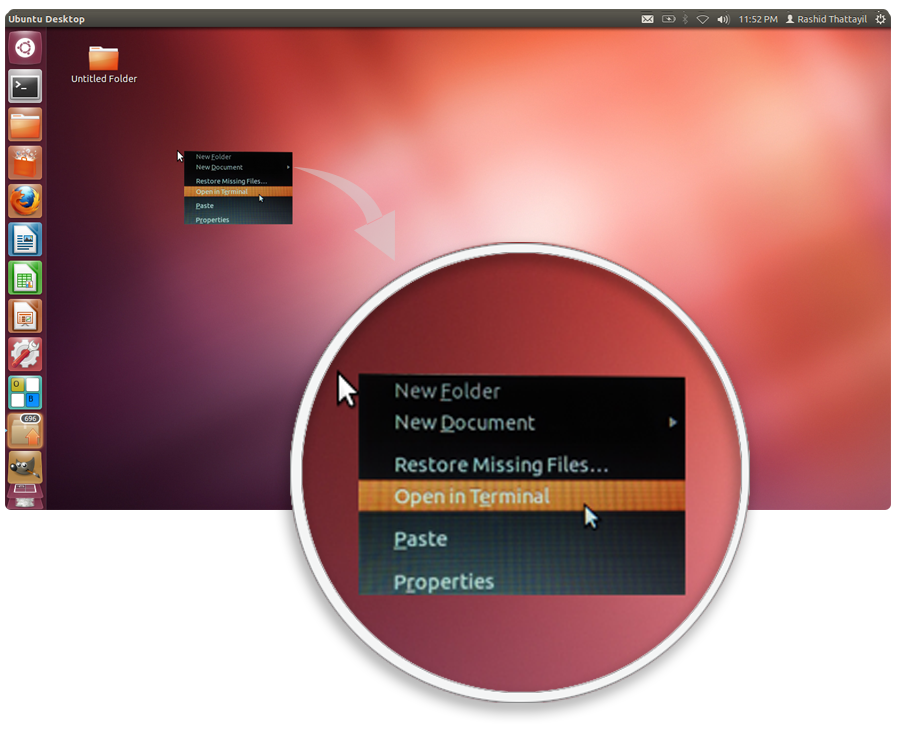 Ubuntu Desktop
11:52 PM Rashid Thattayil
Untitled Folder
New Folder
New Document
Restore Missing Files...
Open in Terminal
Paste
Properties
O
B
696
New Folder
New Document
Restore Missing Files...
Open in Terminal
Paste
Properties